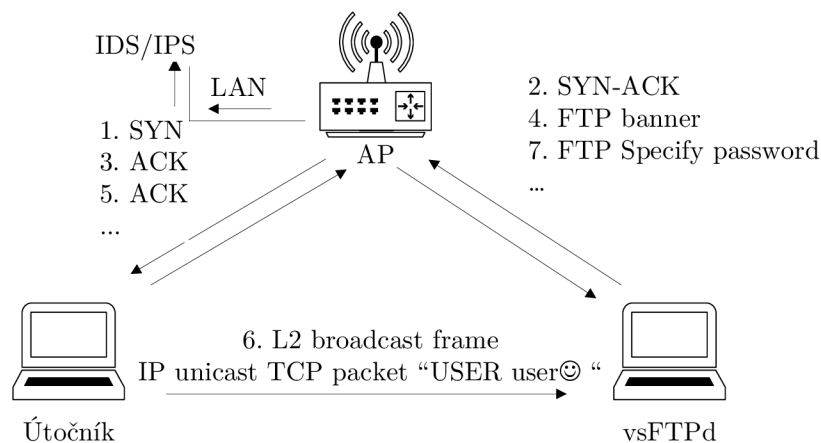 IDS/IPS
LAN
1. SYN
3. ACK
5. ACK
...
AP
2. SYN-ACK
4. FTP banner
7. FTP Specify password
...
6. L2 broadcast frame
IP unicast TCP packet “USER user☺ “
Útočník
vsFTPd